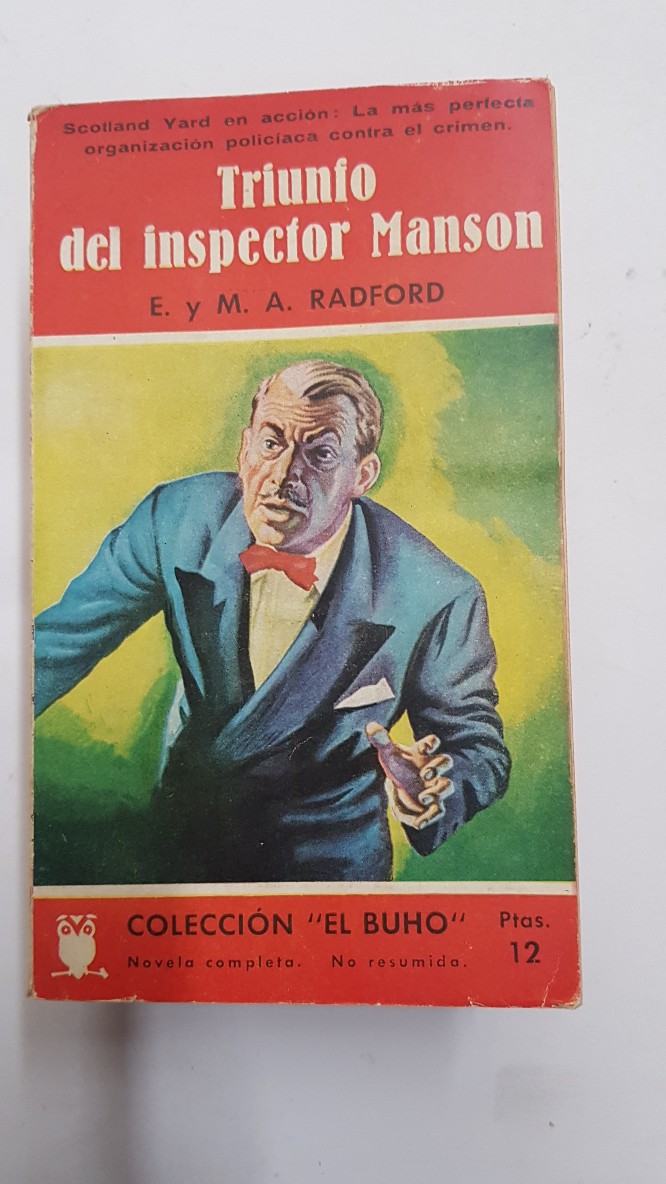 Scotland Yard en acción: La más perfecta
organización policíaca contra el crimen.
Triunfo
del inspector Manson
E. y M. A. RADFORD
COLECCIÓN "EL BUHO"
Novela completa. No resumida.
Ptas.
12